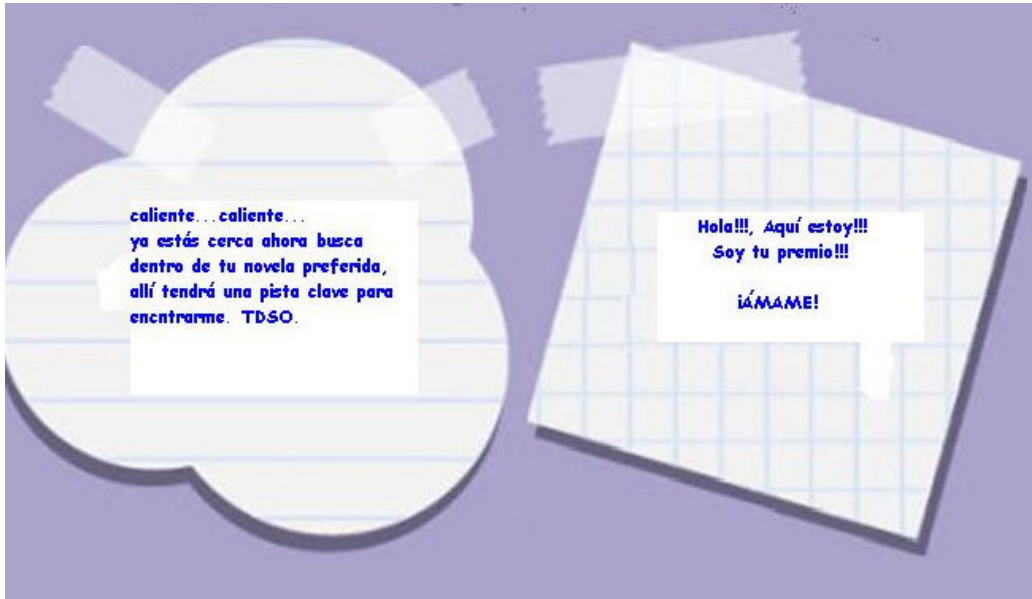 caliente...caliente...
ya estás cerca ahora busca
dentro de tu novela preferida,
allí tendrá una pista clave para
encntrarme. TDSO.
Hola!!!, Aquí estoy!!!
Soy tu premio!!!
¡ÁMAME!